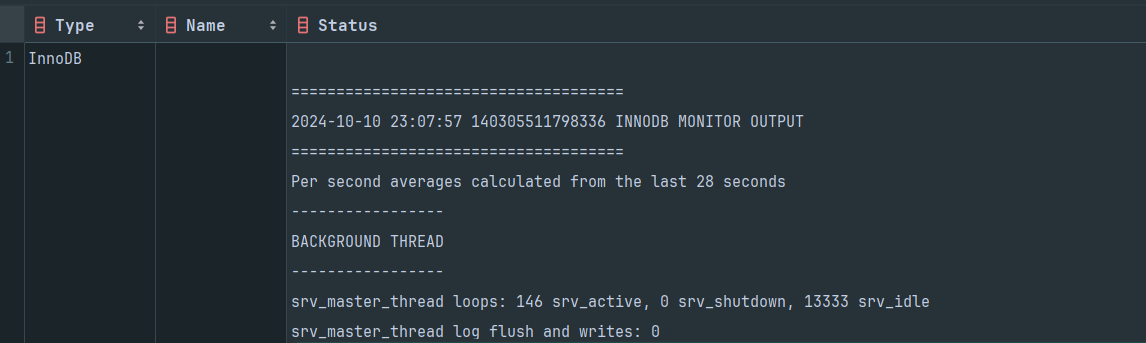 Type Name Status
1 InnoDB
=====================================
2024-10-10 23:07:57 140305511798336 INNODB MONITOR OUTPUT
=====================================
Per second averages calculated from the last 28 seconds
-----------------
BACKGROUND THREAD
-----------------
srv_master_thread loops: 146 srv_active, 0 srv_shutdown, 13333 srv_idle
srv_master_thread log flush and writes: 0